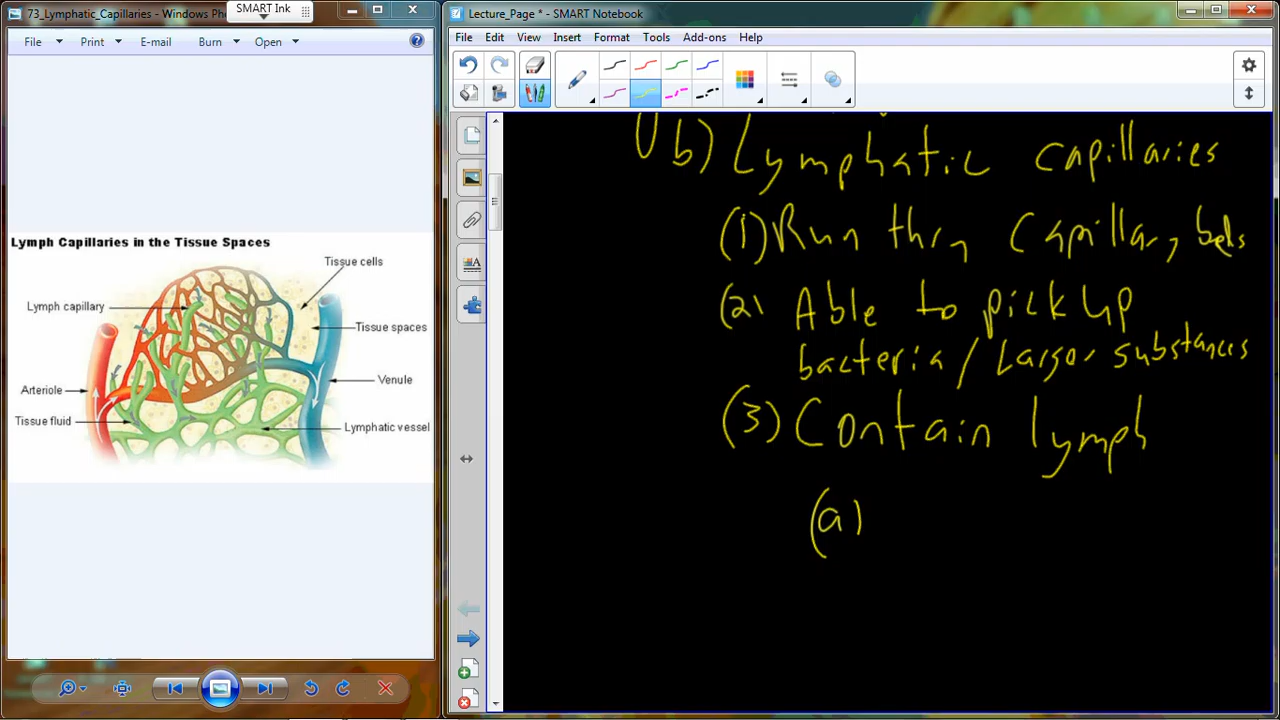 73_Lymphatic_Capillaries - Windows Pho
SMART Ink
File Print E-mail Burn Open
Lymph Capillaries in the Tissue Spaces
Tissue cells
Lymph capillary
Tissue spaces
Arteriole
Venule
Tissue fluid
Lymphatic vessel
Lecture_Page * - SMART Notebook
File Edit View Insert Format Tools Add-ons Help
b) Lymphatic capillaries
(1) Run thru Capillary beds
(2) Able to pick up
bacteria / Larger substances
(3) Contain lymph
(a)